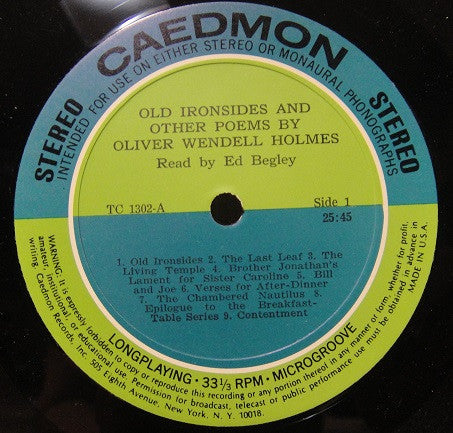 CAEDMON
INTENDED FOR USE ON EITHER STEREO OR MONAURAL PHONOGRAPHS
STEREO
STEREO
OLD IRONSIDES AND
OTHER POEMS BY
OLIVER WENDELL HOLMES
Read by Ed Begley
TC 1302-A
Side 1
25:45
1. Old Ironsides 2. The Last Leaf 3. The
Living Temple 4. Brother Jonathan's
Lament for Sister Caroline 5. Bill
and Joe 6. Verses for After-Dinner
7. The Chambered Nautilus 8.
Epilogue to the Breakfast-
Table Series 9. Contentment
LONGPLAYING · 33⅓ RPM · MICROGROOVE
WARNING: It is expressly forbidden to copy or reproduce this recording or any portion thereof in any manner or form, whether for profit,
amateur, institutional, or educational use. Permission for broadcast, telecast or public performance use must be obtained in advance in
writing. Caedmon Records, Inc. 505 Eighth Avenue, New York, N.Y. 10018.
MADE IN U.S.A.